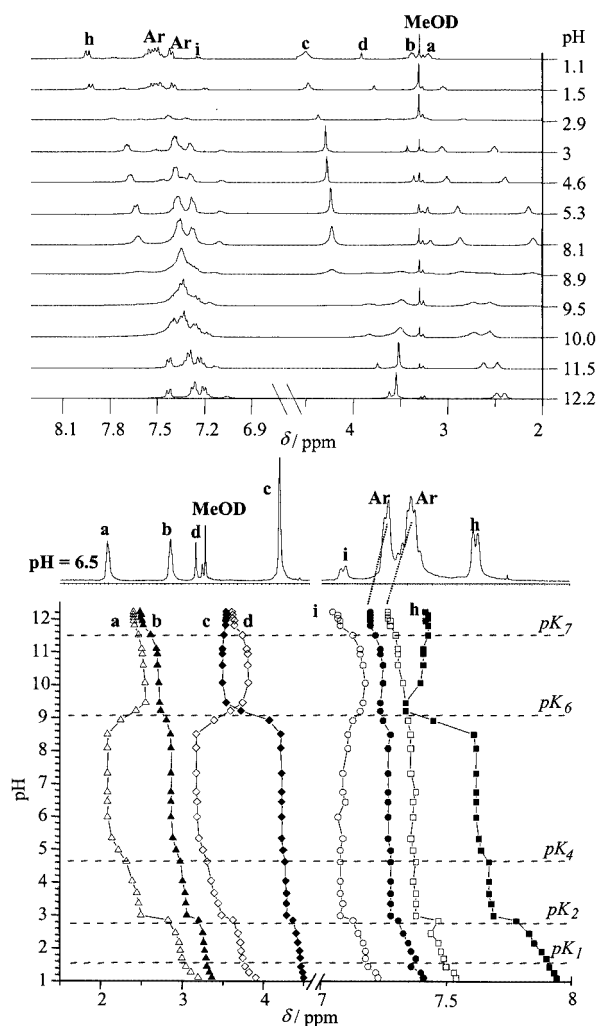 MeOD
h Ar Ar i c d b a pH
1.1
1.5
2.9
3
4.6
5.3
8.1
8.9
9.5
10.0
11.5
12.2
8.1 7.8 7.5 7.2 6.9 4 3 2
δ/ ppm δ/ ppm
c
MeOD
Ar Ar
a b d h
pH = 6.5 i
12 a b c d i h pK7
11
10
9 pK6
8
7
6
pH
5 pK4
4
3 pK2
2 pK1
1
2 3 4 7 7.5 8
δ/ ppm δ/ ppm